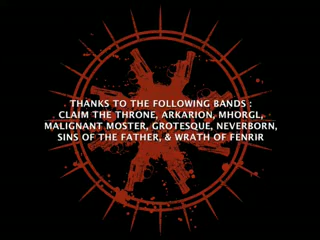 THANKS TO THE FOLLOWING BANDS :
CLAIM THE THRONE, ARKARION, MHORGL,
MALIGNANT MOSTER, GROTESQUE, NEVERBORN,
SINS OF THE FATHER, & WRATH OF FENRIR